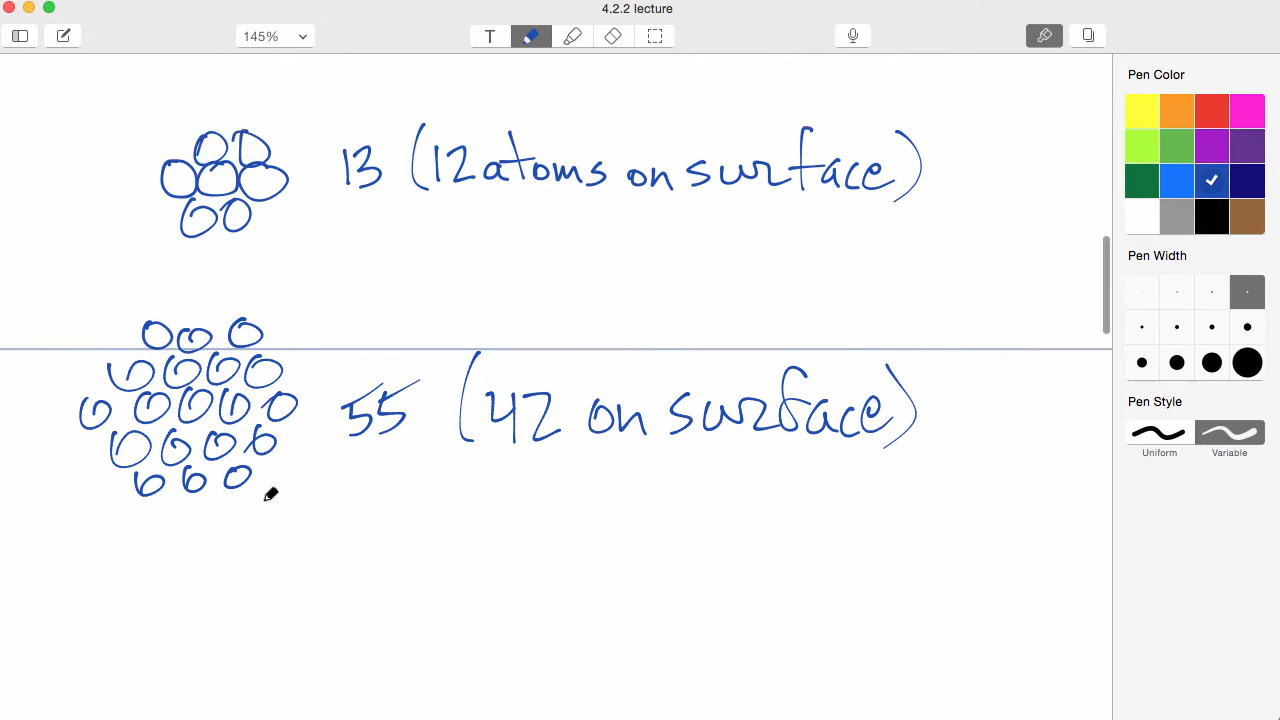 4.2.2 lecture
145%
T
Pen Color
13 (12 atoms on surface)
Pen Width
55 (42 on surface)
Pen Style
Uniform
Variable